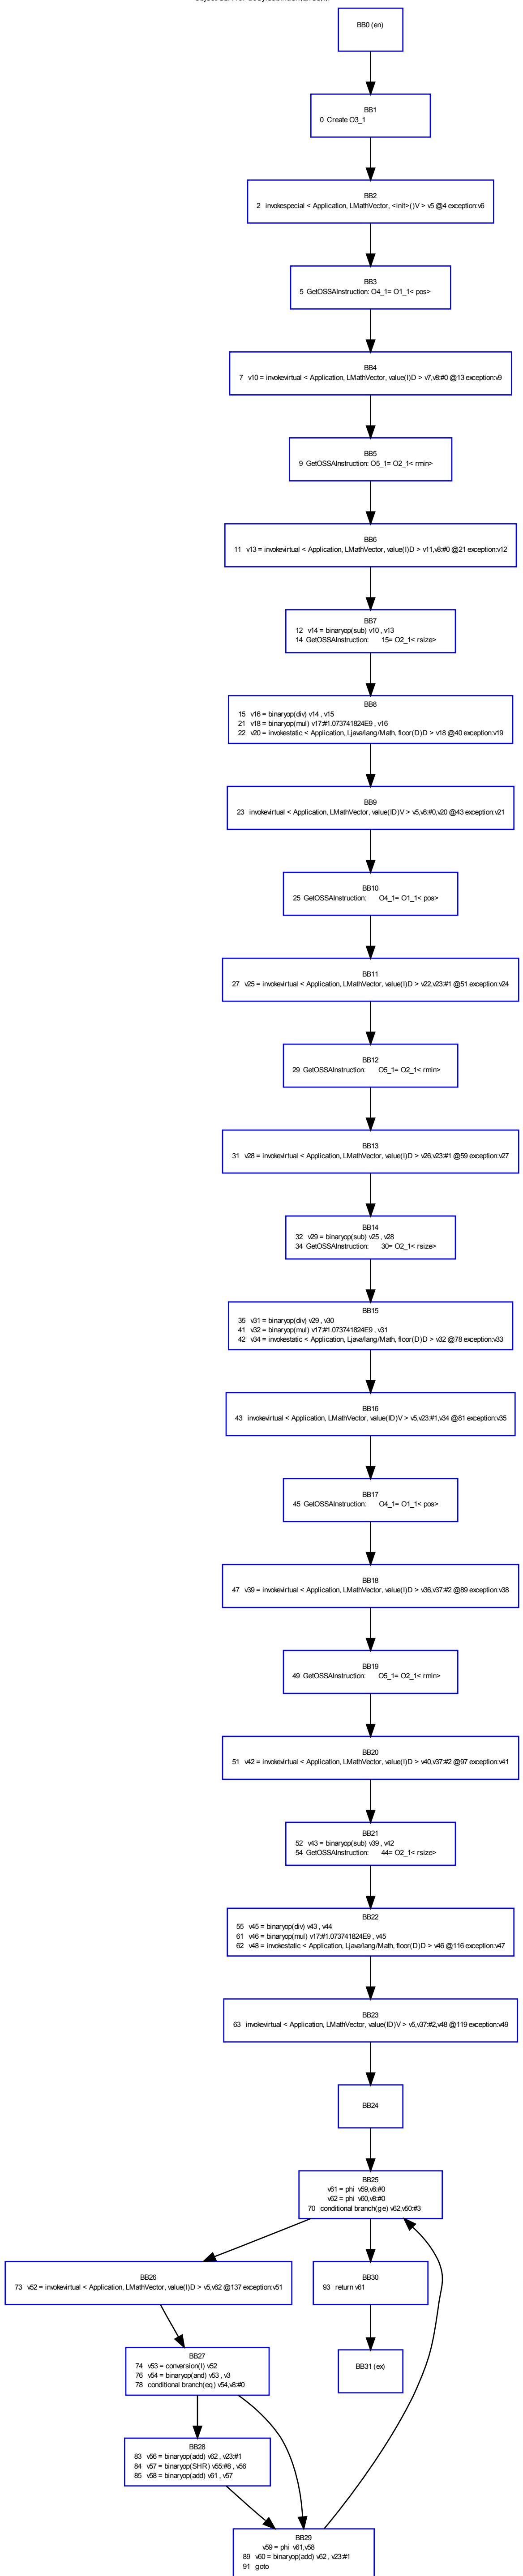 BB0 (en)
BB1
0 Create O3_1
BB2
2 invokespecial < Application, LMathVector, <init>()V > v5 @4 exception:v6
BB3
5 GetOSSAInstruction: O4_1= O1_1< pos>
BB4
7 v10 = invokevirtual < Application, LMathVector, value(I)D > v7,v8:#0 @13 exception:v9
BB5
9 GetOSSAInstruction: O5_1= O2_1< rmin>
BB6
11 v13 = invokevirtual < Application, LMathVector, value(I)D > v11,v8:#0 @21 exception:v12
BB7
12 v14 = binaryop(sub) v10 , v13
14 GetOSSAInstruction: 15= O2_1< rsize>
BB8
15 v16 = binaryop(div) v14 , v15
21 v18 = binaryop(mul) v17:#1.073741824E9 , v16
22 v20 = invokestatic < Application, Ljava/lang/Math, floor(D)D > v18 @40 exception:v19
BB9
23 invokevirtual < Application, LMathVector, value(ID)V > v5,v8:#0,v20 @43 exception:v21
BB10
25 GetOSSAInstruction: O4_1= O1_1< pos>
BB11
27 v25 = invokevirtual < Application, LMathVector, value(I)D > v22,v23:#1 @51 exception:v24
BB12
29 GetOSSAInstruction: O5_1= O2_1< rmin>
BB13
31 v28 = invokevirtual < Application, LMathVector, value(I)D > v26,v23:#1 @59 exception:v27
BB14
32 v29 = binaryop(sub) v25 , v28
34 GetOSSAInstruction: 30= O2_1< rsize>
BB15
35 v31 = binaryop(div) v29 , v30
41 v32 = binaryop(mul) v17:#1.073741824E9 , v31
42 v34 = invokestatic < Application, Ljava/lang/Math, floor(D)D > v32 @78 exception:v33
BB16
43 invokevirtual < Application, LMathVector, value(ID)V > v5,v23:#1,v34 @81 exception:v35
BB17
45 GetOSSAInstruction: O4_1= O1_1< pos>
BB18
47 v39 = invokevirtual < Application, LMathVector, value(I)D > v36,v37:#2 @89 exception:v38
BB19
49 GetOSSAInstruction: O5_1= O2_1< rmin>
BB20
51 v42 = invokevirtual < Application, LMathVector, value(I)D > v40,v37:#2 @97 exception:v41
BB21
52 v43 = binaryop(sub) v39 , v42
54 GetOSSAInstruction: 44= O2_1< rsize>
BB22
55 v45 = binaryop(div) v43 , v44
61 v46 = binaryop(mul) v17:#1.073741824E9 , v45
62 v48 = invokestatic < Application, Ljava/lang/Math, floor(D)D > v46 @116 exception:v47
BB23
63 invokevirtual < Application, LMathVector, value(ID)V > v5,v37:#2,v48 @119 exception:v49
BB24
BB25
v61 = phi v59,v8:#0
v62 = phi v60,v8:#0
70 conditional branch(ge) v62,v50:#3
BB26
73 v52 = invokevirtual < Application, LMathVector, value(I)D > v5,v62 @137 exception:v51
BB30
93 return v61
BB27
74 v53 = conversion(I) v52
76 v54 = binaryop(and) v53 , v3
78 conditional branch(eq) v54,v8:#0
BB31 (ex)
BB28
83 v56 = binaryop(add) v62 , v23:#1
84 v57 = binaryop(SHR) v55:#8 , v56
85 v58 = binaryop(add) v61 , v57
BB29
v59 = phi v61,v58
89 v60 = binaryop(add) v62 , v23:#1
91 goto